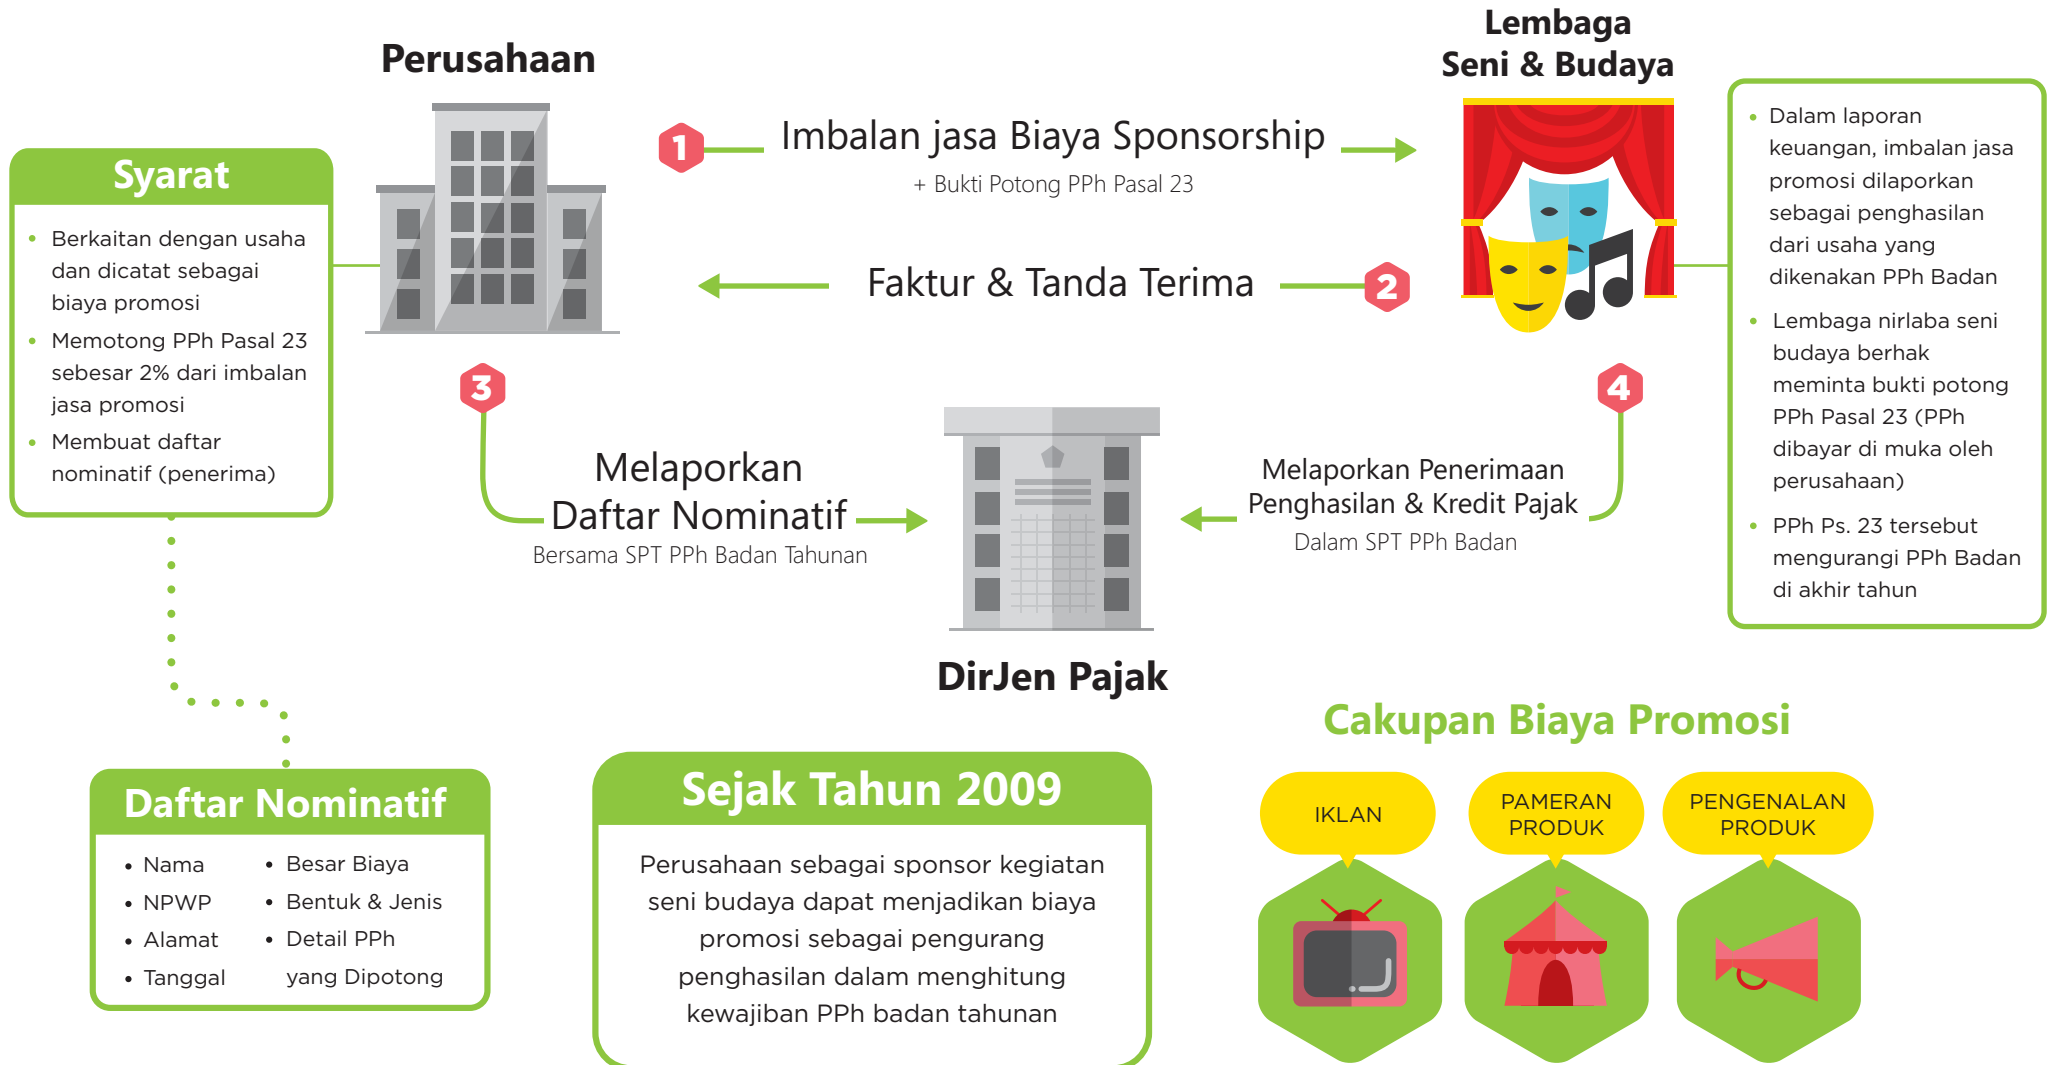 Perusahaan
Lembaga
Seni & Budaya
1
Imbalan jasa Biaya Sponsorship
+ Bukti Potong PPh Pasal 23
Faktur & Tanda Terima
2
Syarat
• Berkaitan dengan usaha
dan dicatat sebagai
biaya promosi
• Memotong PPh Pasal 23
sebesar 2% dari imbalan
jasa promosi
• Membuat daftar
nominatif (penerima)
• Dalam laporan
keuangan, imbalan jasa
promosi dilaporkan
sebagai penghasilan
dari usaha yang
dikenakan PPh Badan
• Lembaga nirlaba seni
budaya berhak
meminta bukti potong
PPh Pasal 23 (PPh
dibayar di muka oleh
perusahaan)
• PPh Ps. 23 tersebut
mengurangi PPh Badan
di akhir tahun
3
Melaporkan
Daftar Nominatif
Bersama SPT PPh Badan Tahunan
4
Melaporkan Penerimaan
Penghasilan & Kredit Pajak
Dalam SPT PPh Badan
DirJen Pajak
Daftar Nominatif
• Nama
• NPWP
• Alamat
• Tanggal
• Besar Biaya
• Bentuk & Jenis
• Detail PPh
yang Dipotong
Sejak Tahun 2009
Perusahaan sebagai sponsor kegiatan
seni budaya dapat menjadikan biaya
promosi sebagai pengurang
penghasilan dalam menghitung
kewajiban PPh badan tahunan
Cakupan Biaya Promosi
IKLAN
PAMERAN
PRODUK
PENGENALAN
PRODUK